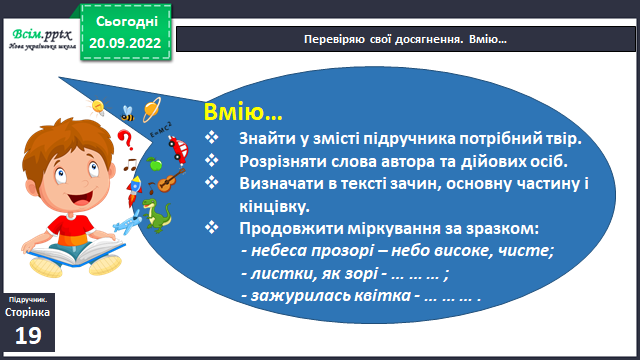 Всім.pptx
Нова українська школа
Сьогодні
20.09.2022
Перевіряю свої досягнення. Вмію…
E=MC²
Вмію…
❖ Знайти у змісті підручника потрібний твір.
❖ Розрізняти слова автора та дійових осіб.
❖ Визначати в тексті зачин, основну частину і
кінцівку.
❖ Продовжити міркування за зразком:
- небеса прозорі – небо високе, чисте;
- листки, як зорі - … … … ;
- зажурилась квітка - … … … .
Підручник.
Сторінка
19